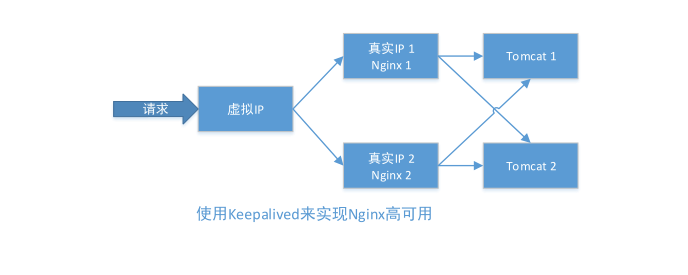 请求
虚拟IP
真实IP 1
Nginx 1
真实IP 2
Nginx 2
Tomcat 1
Tomcat 2
使用Keepalived来实现Nginx高可用